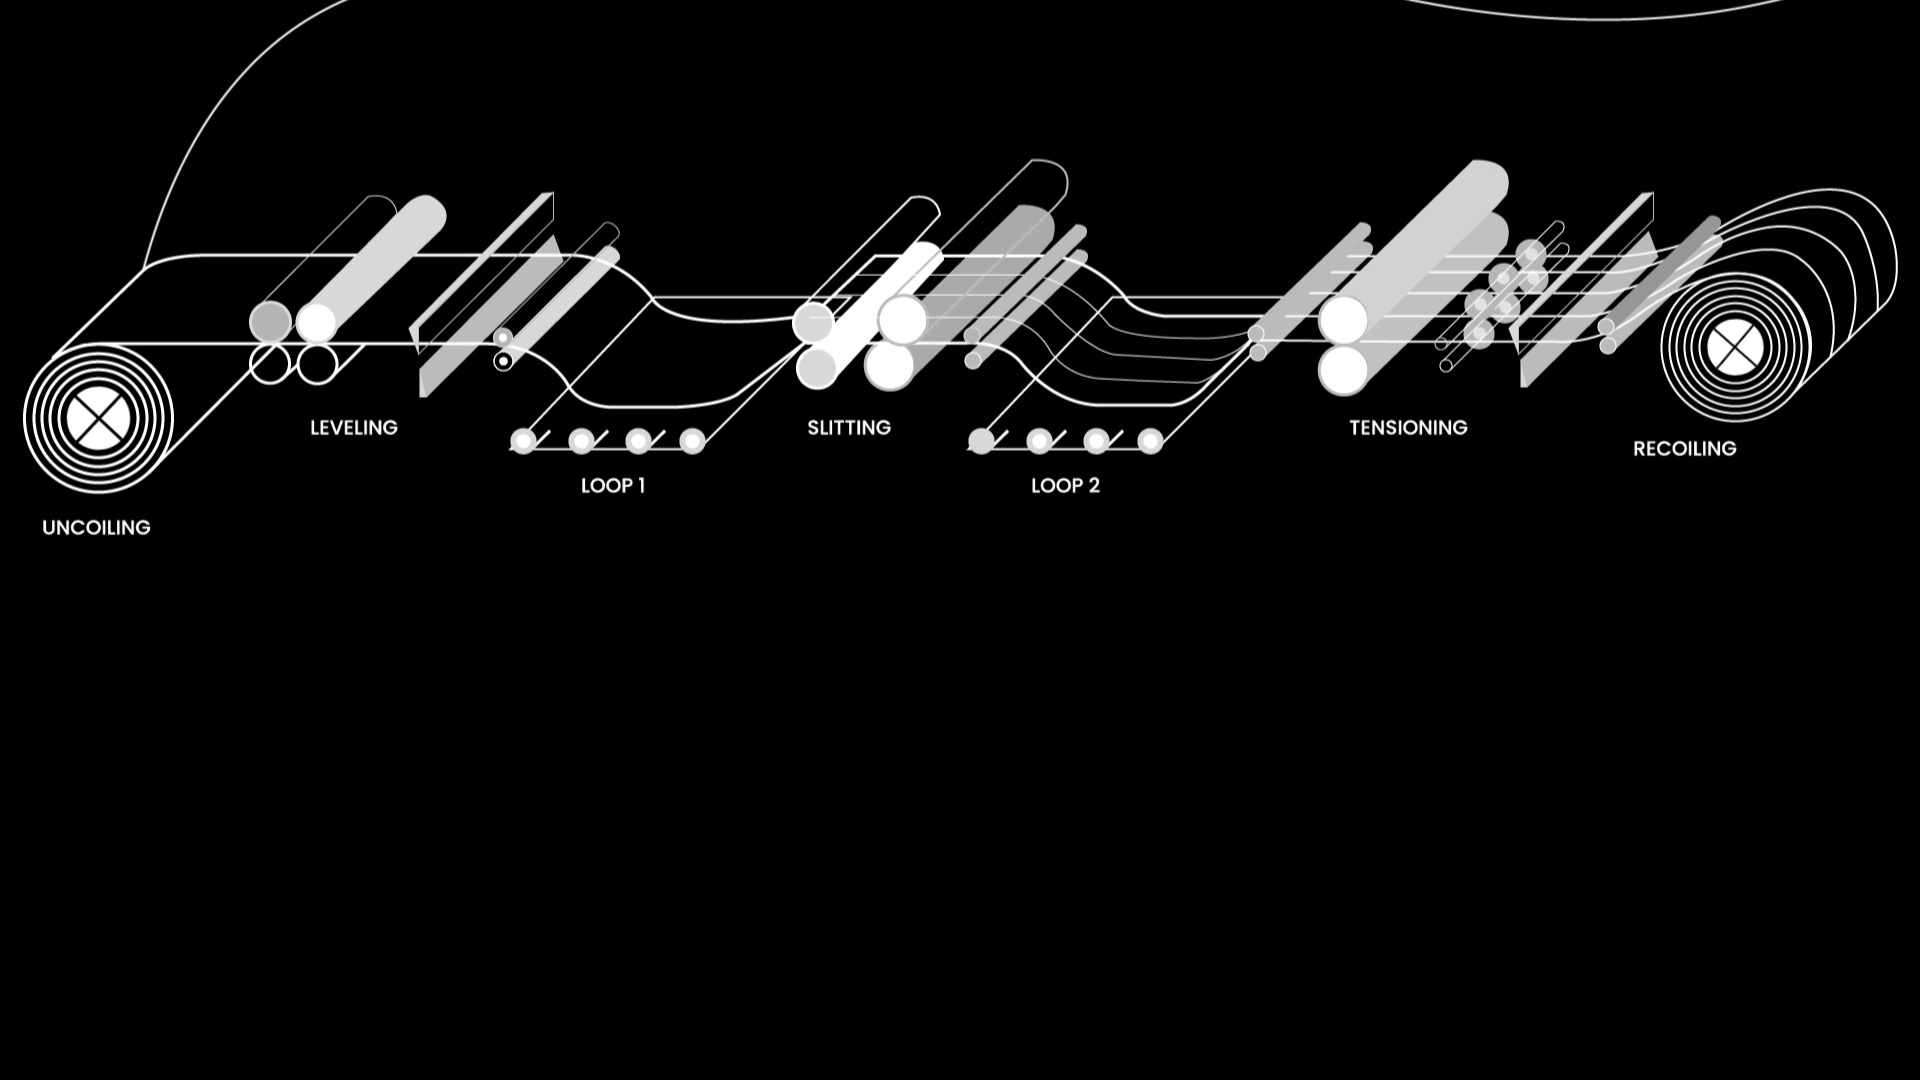 UNCOILING
LEVELING
LOOP 1
SLITTING
LOOP 2
TENSIONING
RECOILING